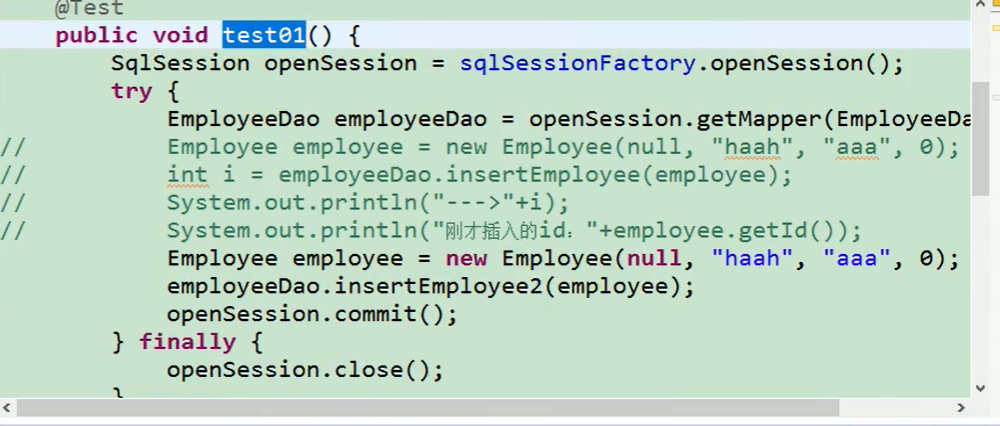 @Test
public void test01() {
SqlSession openSession = sqlSessionFactory.openSession();
try {
EmployeeDao employeeDao = openSession.getMapper(EmployeeDa
// Employee employee = new Employee(null, "haah", "aaa", 0);
// int i = employeeDao.insertEmployee(employee);
// System.out.println("--->"+i);
// System.out.println("刚才插入的id："+employee.getId());
Employee employee = new Employee(null, "haah", "aaa", 0);
employeeDao.insertEmployee2(employee);
openSession.commit();
} finally {
openSession.close();
}